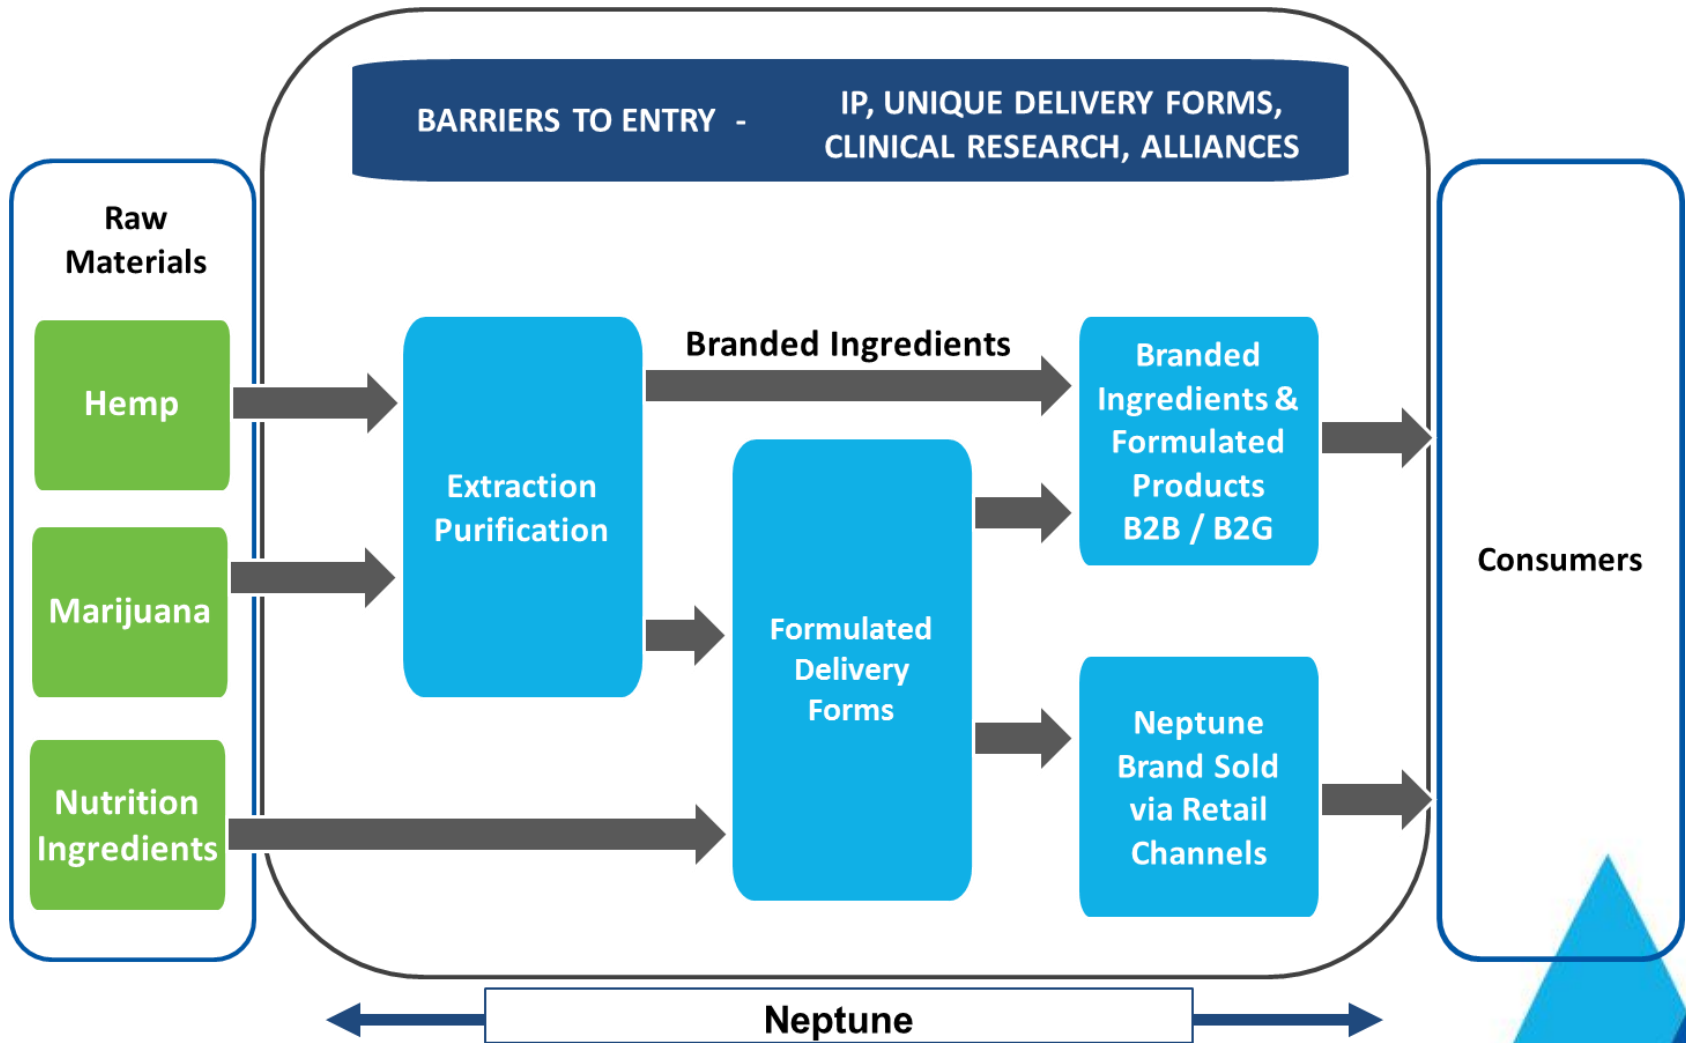 BARRIERS TO ENTRY -
IP, UNIQUE DELIVERY FORMS,
CLINICAL RESEARCH, ALLIANCES
Raw
Materials
Hemp
Marijuana
Nutrition
Ingredients
Extraction
Purification
Branded Ingredients
Formulated
Delivery
Forms
Branded
Ingredients &
Formulated
Products
B2B / B2G
Neptune
Brand Sold
via Retail
Channels
Consumers
Neptune